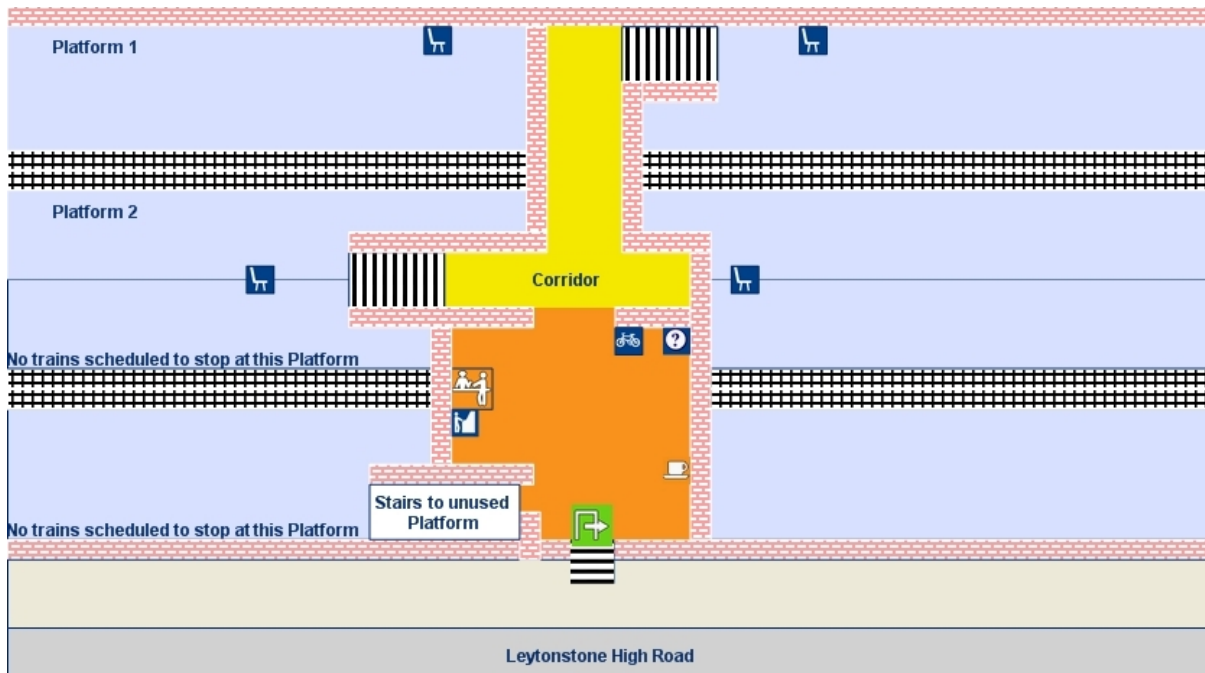 Platform 1
Platform 2
Corridor
No trains scheduled to stop at this Platform
?
Stairs to unused
Platform
No trains scheduled to stop at this Platform
Leytonstone High Road